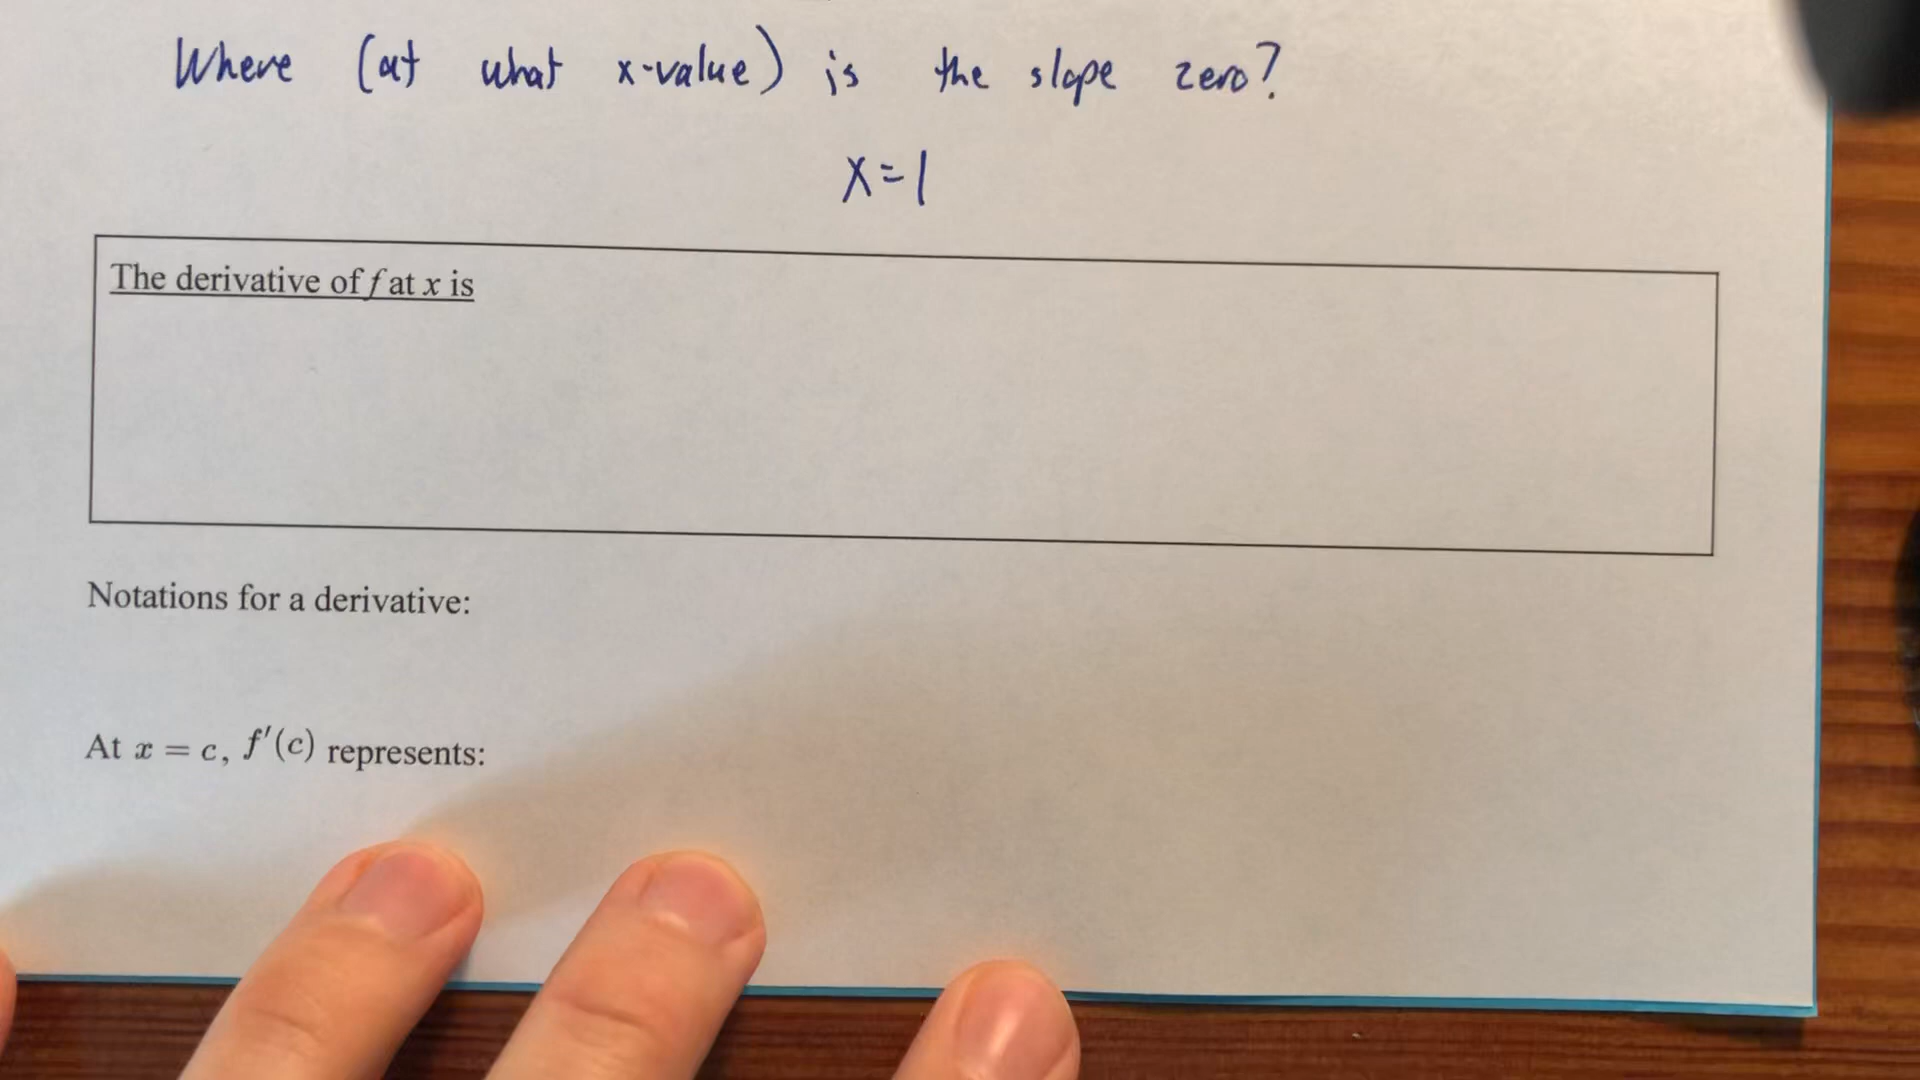 Where (at what x-value) is the slope zero?
x=1
The derivative of f at x is
Notations for a derivative:
At x = c, f′(c) represents: